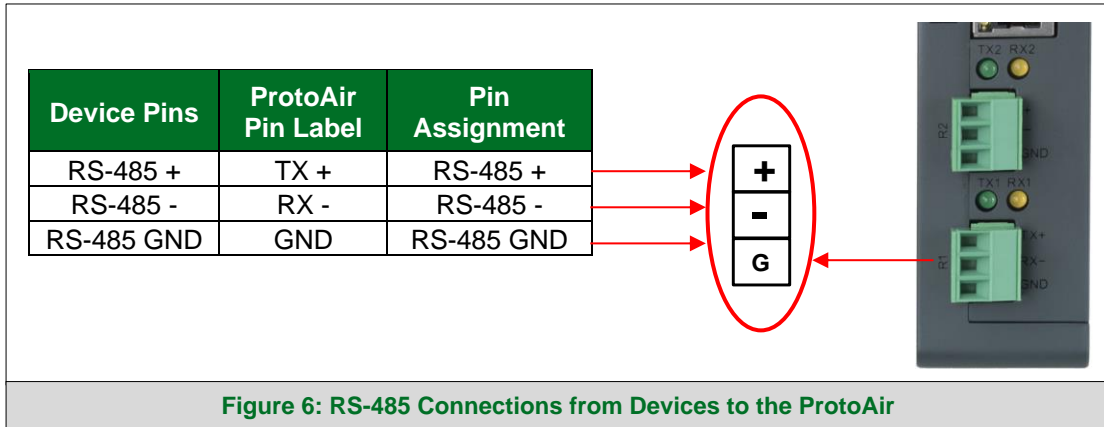 Device Pins ProtoAir Pin Label Pin Assignment
RS-485 + TX + RS-485 +
RS-485 - RX - RS-485 -
RS-485 GND GND RS-485 GND
+
-
G
TX2 RX2
R2
+
-
GND
TX1 RX1
R1
TX+
RX-
GND
Figure 6: RS-485 Connections from Devices to the ProtoAir